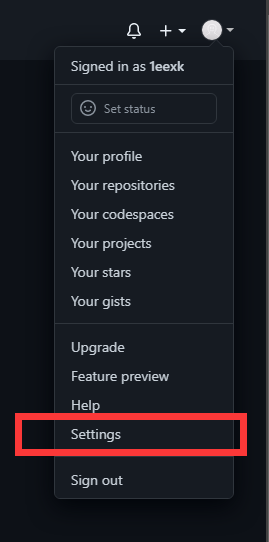 Signed in as 1eexk
Set status
Your profile
Your repositories
Your codespaces
Your projects
Your stars
Your gists
Upgrade
Feature preview
Help
Settings
Sign out